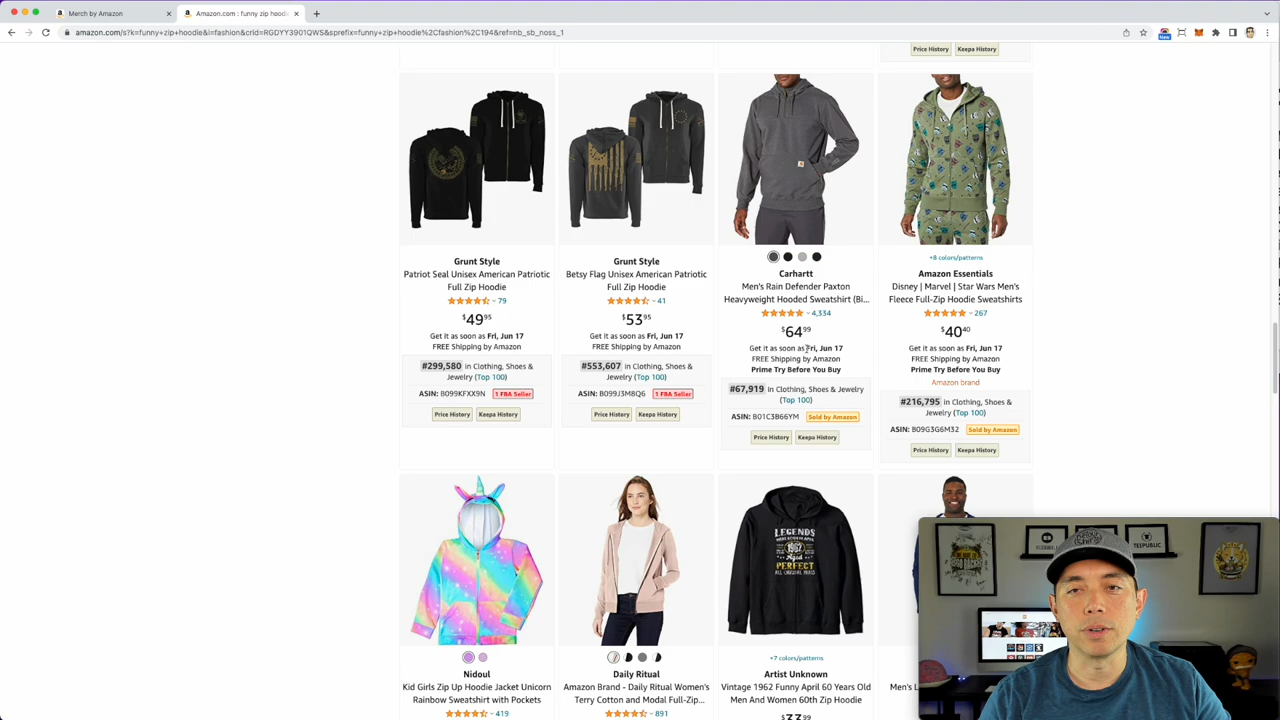 Merch by Amazon
Amazon.com : funny zip hoodi
amazon.com/s?k=funny+zip+hoodie&i=fashion&crid=RGDYY3901QWS&sprefix=funny+zip+hoodie%2Cfashion%2C194&ref=nb_sb_noss_1
New
Price History
Keepa History
Grunt Style
Patriot Seal Unisex American Patriotic
Full Zip Hoodie
79
$49 95
Get it as soon as Fri, Jun 17
FREE Shipping by Amazon
#299,580 in Clothing, Shoes &
Jewelry (Top 100)
ASIN: B099KFXX9N 1 FBA Seller
Price History Keepa History
Grunt Style
Betsy Flag Unisex American Patriotic
Full Zip Hoodie
41
$53 95
Get it as soon as Fri, Jun 17
FREE Shipping by Amazon
#553,607 in Clothing, Shoes &
Jewelry (Top 100)
ASIN: B099J3M8Q6 1 FBA Seller
Price History Keepa History
Carhartt
Men's Rain Defender Paxton
Heavyweight Hooded Sweatshirt (Bi...
4,334
$64 99
Get it as soon as Fri, Jun 17
FREE Shipping by Amazon
Prime Try Before You Buy
#67,919 in Clothing, Shoes & Jewelry
(Top 100)
ASIN: B01C3B66YM Sold by Amazon
Price History Keepa History
+8 colors/patterns
Amazon Essentials
Disney | Marvel | Star Wars Men's
Fleece Full-Zip Hoodie Sweatshirts
267
$40 40
Get it as soon as Fri, Jun 17
FREE Shipping by Amazon
Prime Try Before You Buy
Amazon brand
#216,795 in Clothing, Shoes &
Jewelry (Top 100)
ASIN: B09G3G6M32 Sold by Amazon
Price History Keepa History
Nidoul
Kid Girls Zip Up Hoodie Jacket Unicorn
Rainbow Sweatshirt with Pockets
419
Daily Ritual
Amazon Brand - Daily Ritual Women's
Terry Cotton and Modal Full-Zip...
891
LEGENDS
Aged
PERFECT
ALL ORIGINAL PARTS
+7 colors/patterns
Artist Unknown
Vintage 1962 Funny April 60 Years Old
Men And Women 60th Zip Hoodie
$33 99
Men's L
TEEPUBLIC